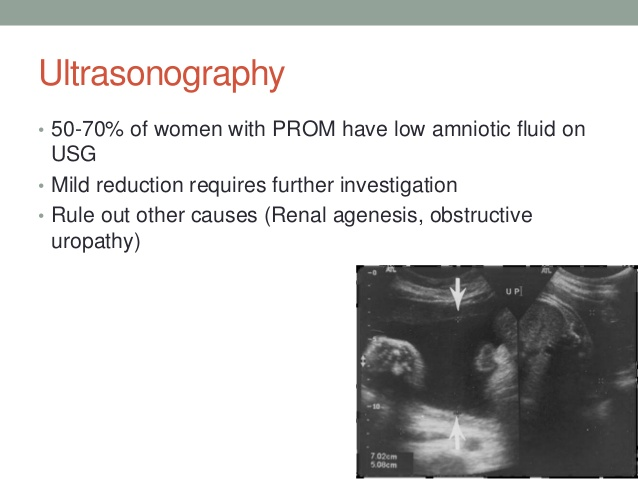 Ultrasonography
• 50-70% of women with PROM have low amniotic fluid on
USG
• Mild reduction requires further investigation
• Rule out other causes (Renal agenesis, obstructive
uropathy)
UP
7.02cm
5.08cm